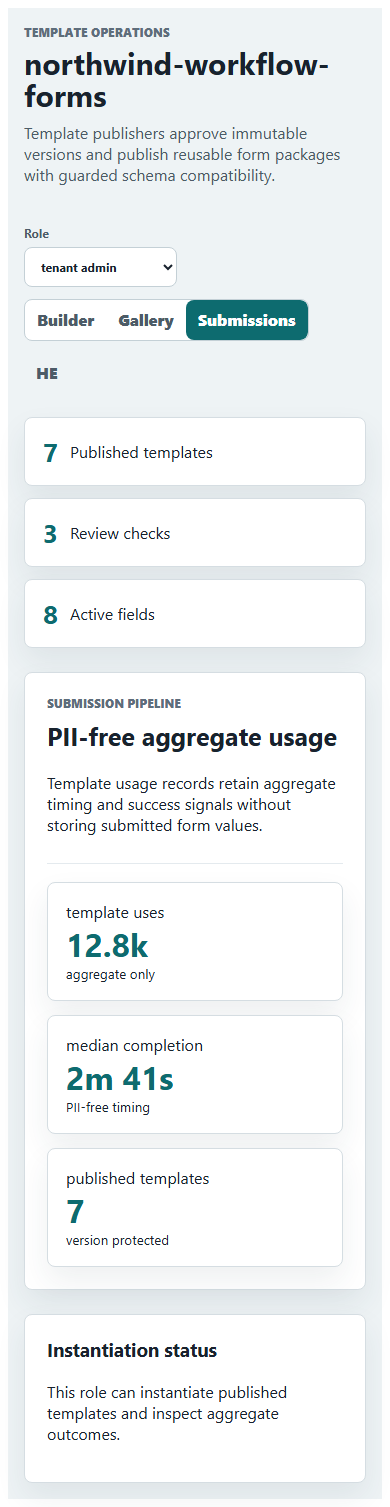 TEMPLATE OPERATIONS
northwind-workflow-
forms
Template publishers approve immutable
versions and publish reusable form packages
with guarded schema compatibility.
Role
tenant admin
Builder Gallery Submissions
HE
7 Published templates
3 Review checks
8 Active fields
SUBMISSION PIPELINE
PII-free aggregate usage
Template usage records retain aggregate
timing and success signals without
storing submitted form values.
template uses
12.8k
aggregate only
median completion
2m 41s
PII-free timing
published templates
7
version protected
Instantiation status
This role can instantiate published
templates and inspect aggregate
outcomes.